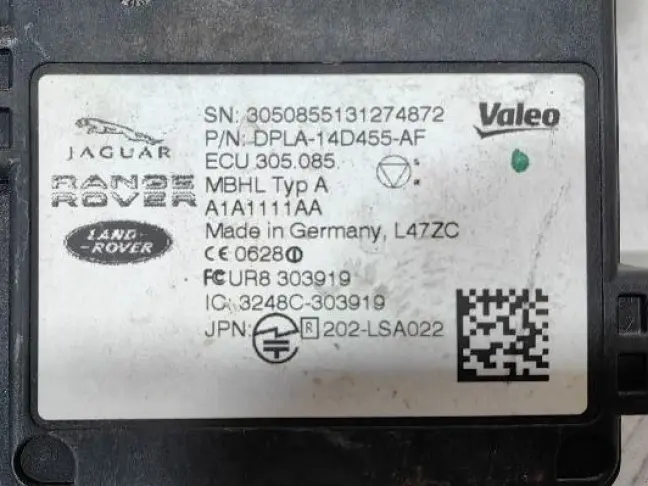 SN: 3050855131274872
Valeo
P/N: DPLA-14D455-AF
JAGUAR
ECU 305.085.
RANGE
ROVER
MBHL Typ A
A1A1111AA
LAND-
ROVER
Made in Germany, L47ZC
CE 0628
FC UR8 303919
IC: 3248C-303919
JPN: R 202-LSA022